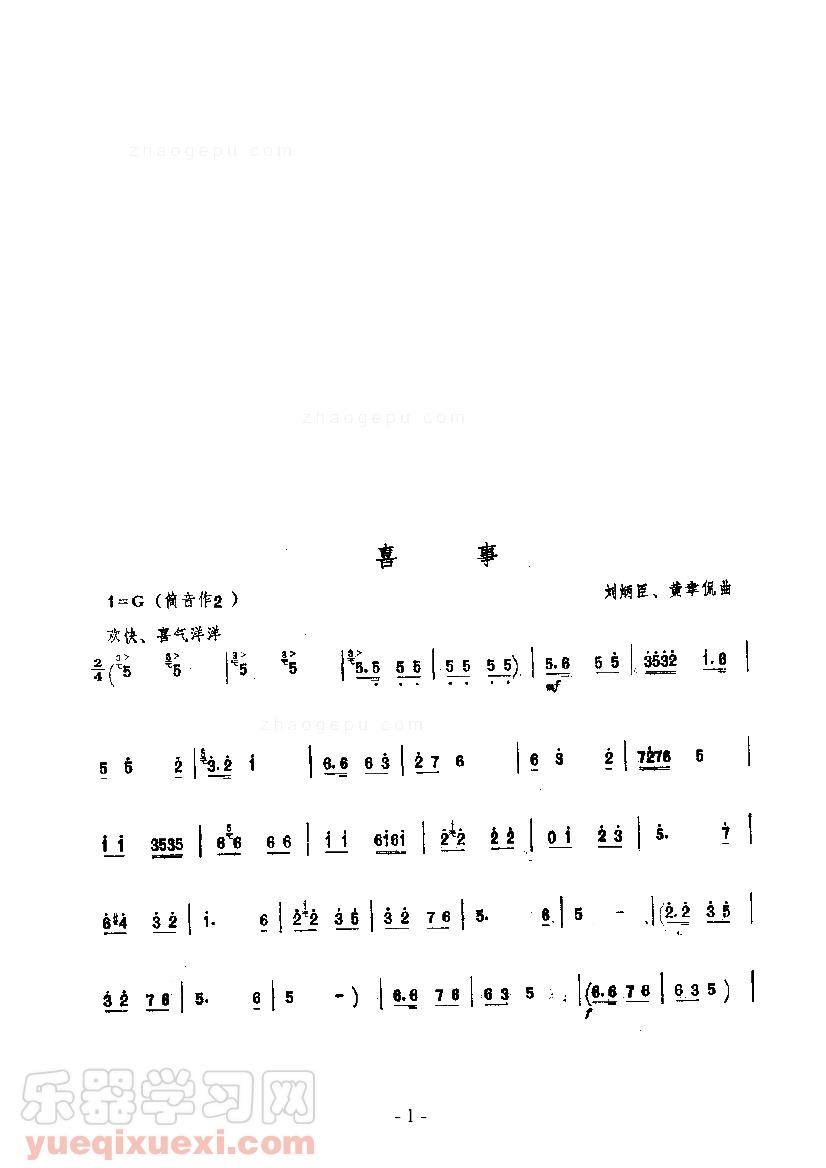 zhaogepu.com
zhaogepu.com
喜 事
1=G (筒音作2)
刘炳臣、黄幸侃曲
欢快、喜气洋洋
2/4 ( 5 5 | 5 5 | 5.5 5 5 | 5 5 5 5 ) | 5.6 5 5 | 3532 1.6 |
mf
zhaogepu.com
5 5 2 | 3.2 1 | 6.6 6 3 | 2 7 6 | 6 3 2 | 7276 5 |
1 1 3535 | 6 6 6 6 | 1 1 6161 | 2 2 2 2 | 0 1 2 3 | 5. 7 |
6#4 3 2 | 1. 6 | 2 2 3 5 | 3 2 7 6 | 5. 6 | 5 - | (2.2 3 5 |
3 2 7 6 | 5. 6 | 5 - ) | 6.6 7 6 | 6 3 5 | (6.6 7 6 | 6 3 5 ) |
f
乐器学习网
yueqixuexi.com
- 1 -